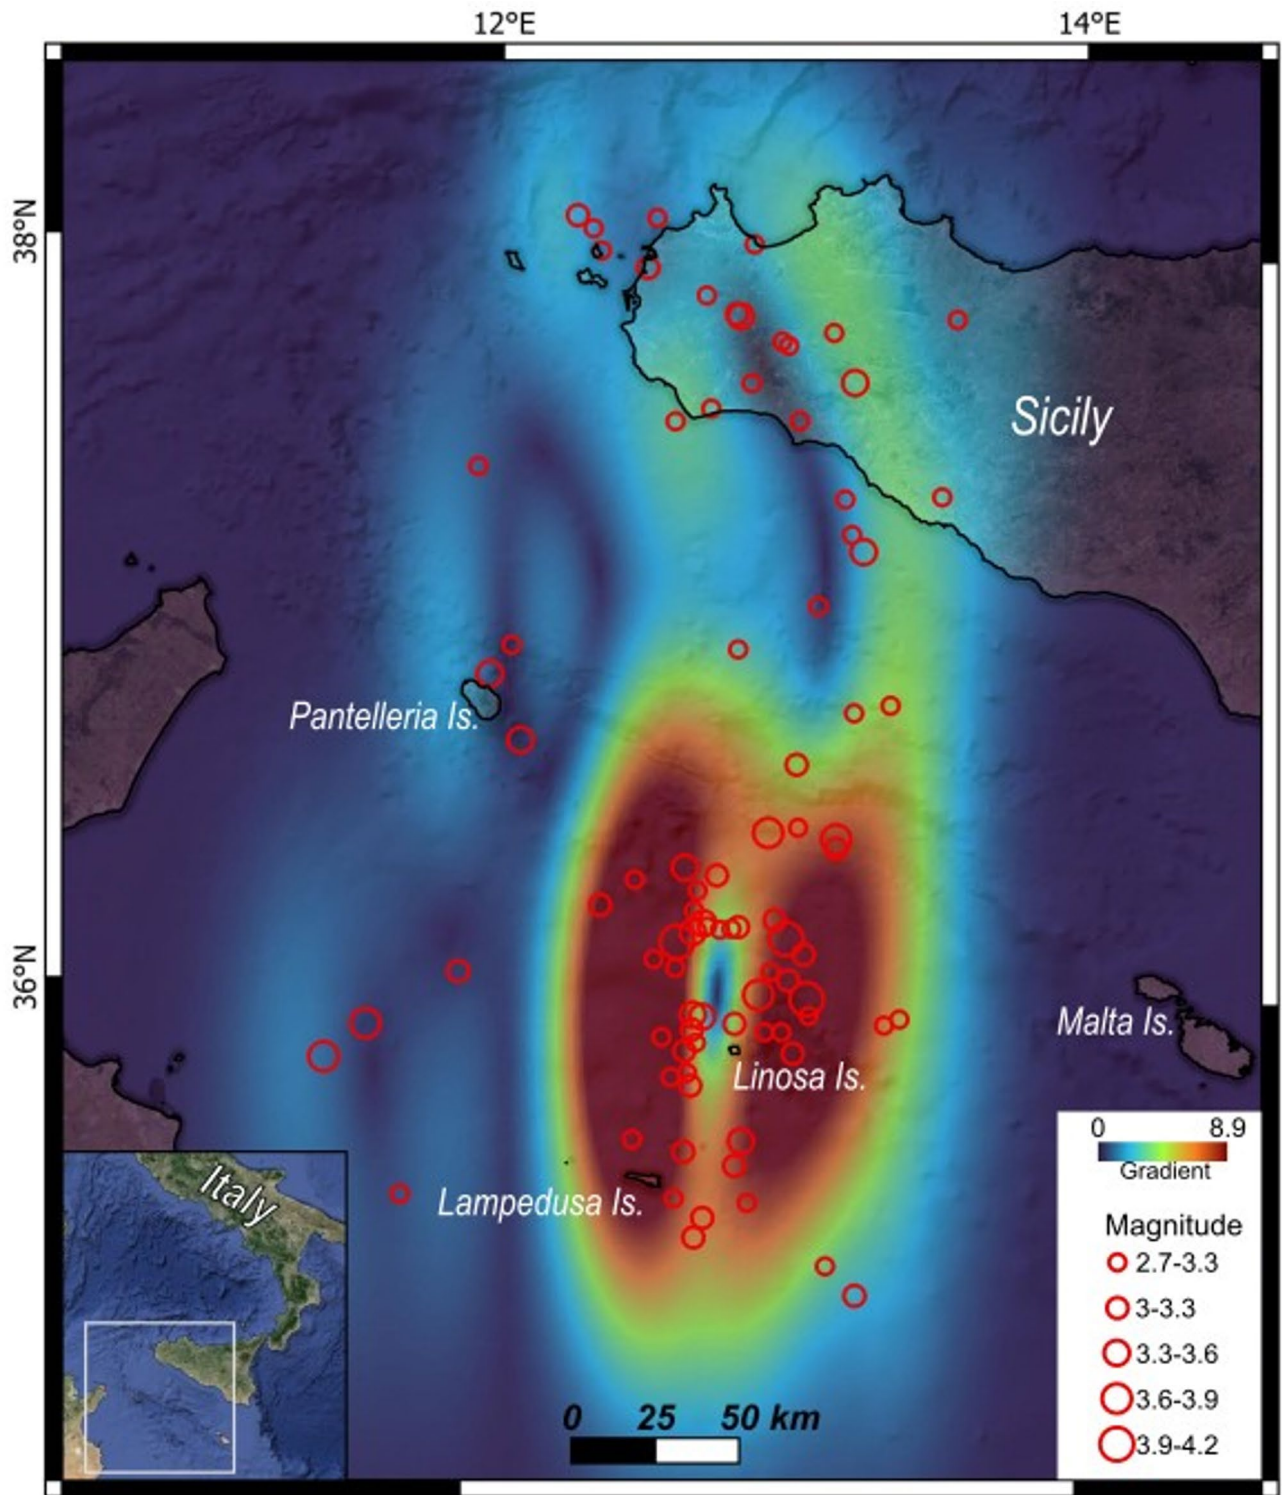 12°E
14°E
38°N
Sicily
Pantelleria Is.
36°N
Malta Is.
Linosa Is.
Lampedusa Is.
Italy
0 25 50 km
0 8.9
Gradient
Magnitude
2.7-3.3
3-3.3
3.3-3.6
3.6-3.9
3.9-4.2